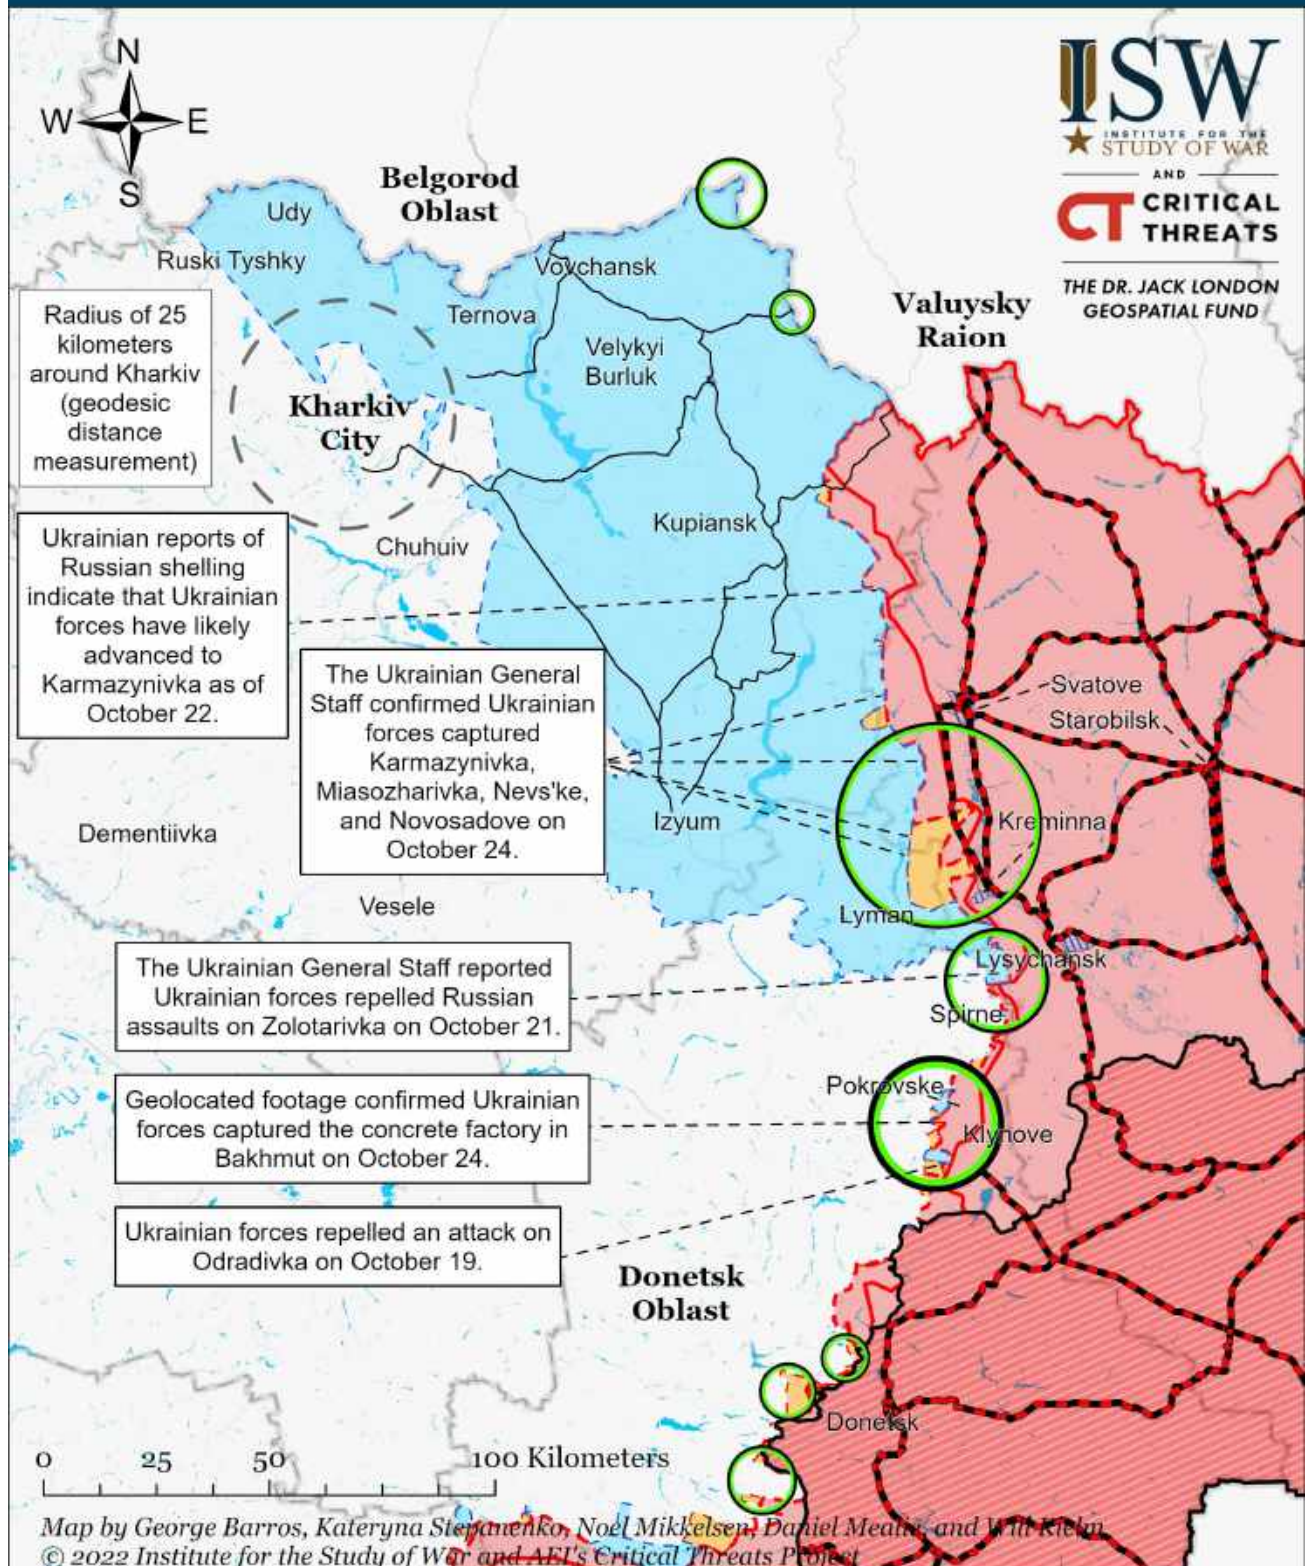 N
W E
S
ISW
INSTITUTE FOR THE
STUDY OF WAR
AND
CT CRITICAL
THREATS
THE DR. JACK LONDON
GEOSPATIAL FUND
Belgorod
Oblast
Udy
Ruski Tyshky
Vovchansk
Ternova
Valuysky
Raion
Velykyi
Burluk
Radius of 25
kilometers
around Kharkiv
(geodesic
distance
measurement)
Kharkiv
City
Kupiansk
Chuhuiv
Ukrainian reports of
Russian shelling
indicate that Ukrainian
forces have likely
advanced to
Karmazynivka as of
October 22.
The Ukrainian General
Staff confirmed Ukrainian
forces captured
Karmazynivka,
Miasozharivka, Nevs'ke,
and Novosadove on
October 24.
Svatove
Starobilsk
Izyum
Kreminna
Dementiivka
Vesele
Lyman
The Ukrainian General Staff reported
Ukrainian forces repelled Russian
assaults on Zolotarivka on October 21.
Lysychansk
Spirne
Pokrovske
Geolocated footage confirmed Ukrainian
forces captured the concrete factory in
Bakhmut on October 24.
Klynove
Ukrainian forces repelled an attack on
Odradivka on October 19.
Donetsk
Oblast
Donetsk
0 25 50 100 Kilometers
Map by George Barros, Kateryna Stepanenko, Noel Mikkelsen, Daniel Mealie, and Will Kielm
© 2022 Institute for the Study of War and AEI's Critical Threats Project